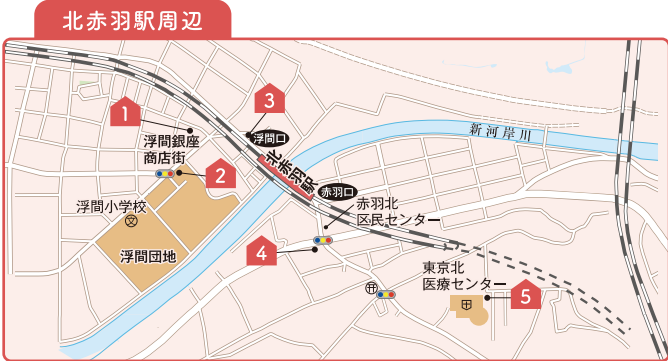 北赤羽駅周辺
1
3
浮間口
浮間銀座
商店街
新河岸川
2
北赤羽駅
赤羽口
浮間小学校
文
赤羽北
区民センター
浮間団地
4
東京北
医療センター
5